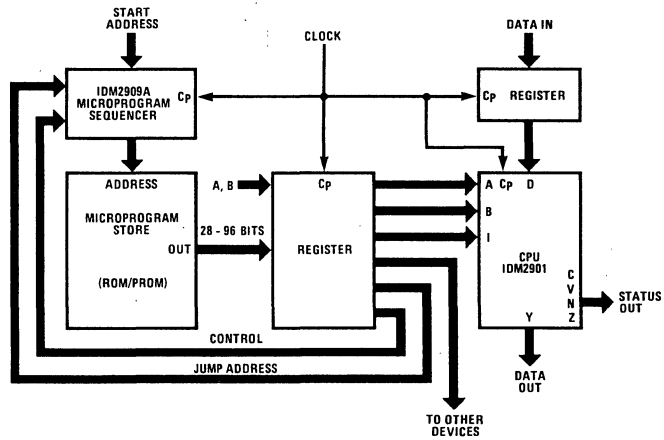 START
ADDRESS
CLOCK
DATA IN
IDM2909A
MICROPROGRAM
SEQUENCER
CP
CP
REGISTER
ADDRESS
MICROPROGRAM
STORE
OUT
(ROM/PROM)
A, B
28 - 96 BITS
CP
REGISTER
A CP D
B
I
CPU
IDM2901
C
V
N
Z
Y
STATUS
OUT
CONTROL
JUMP ADDRESS
DATA
OUT
TO OTHER
DEVICES